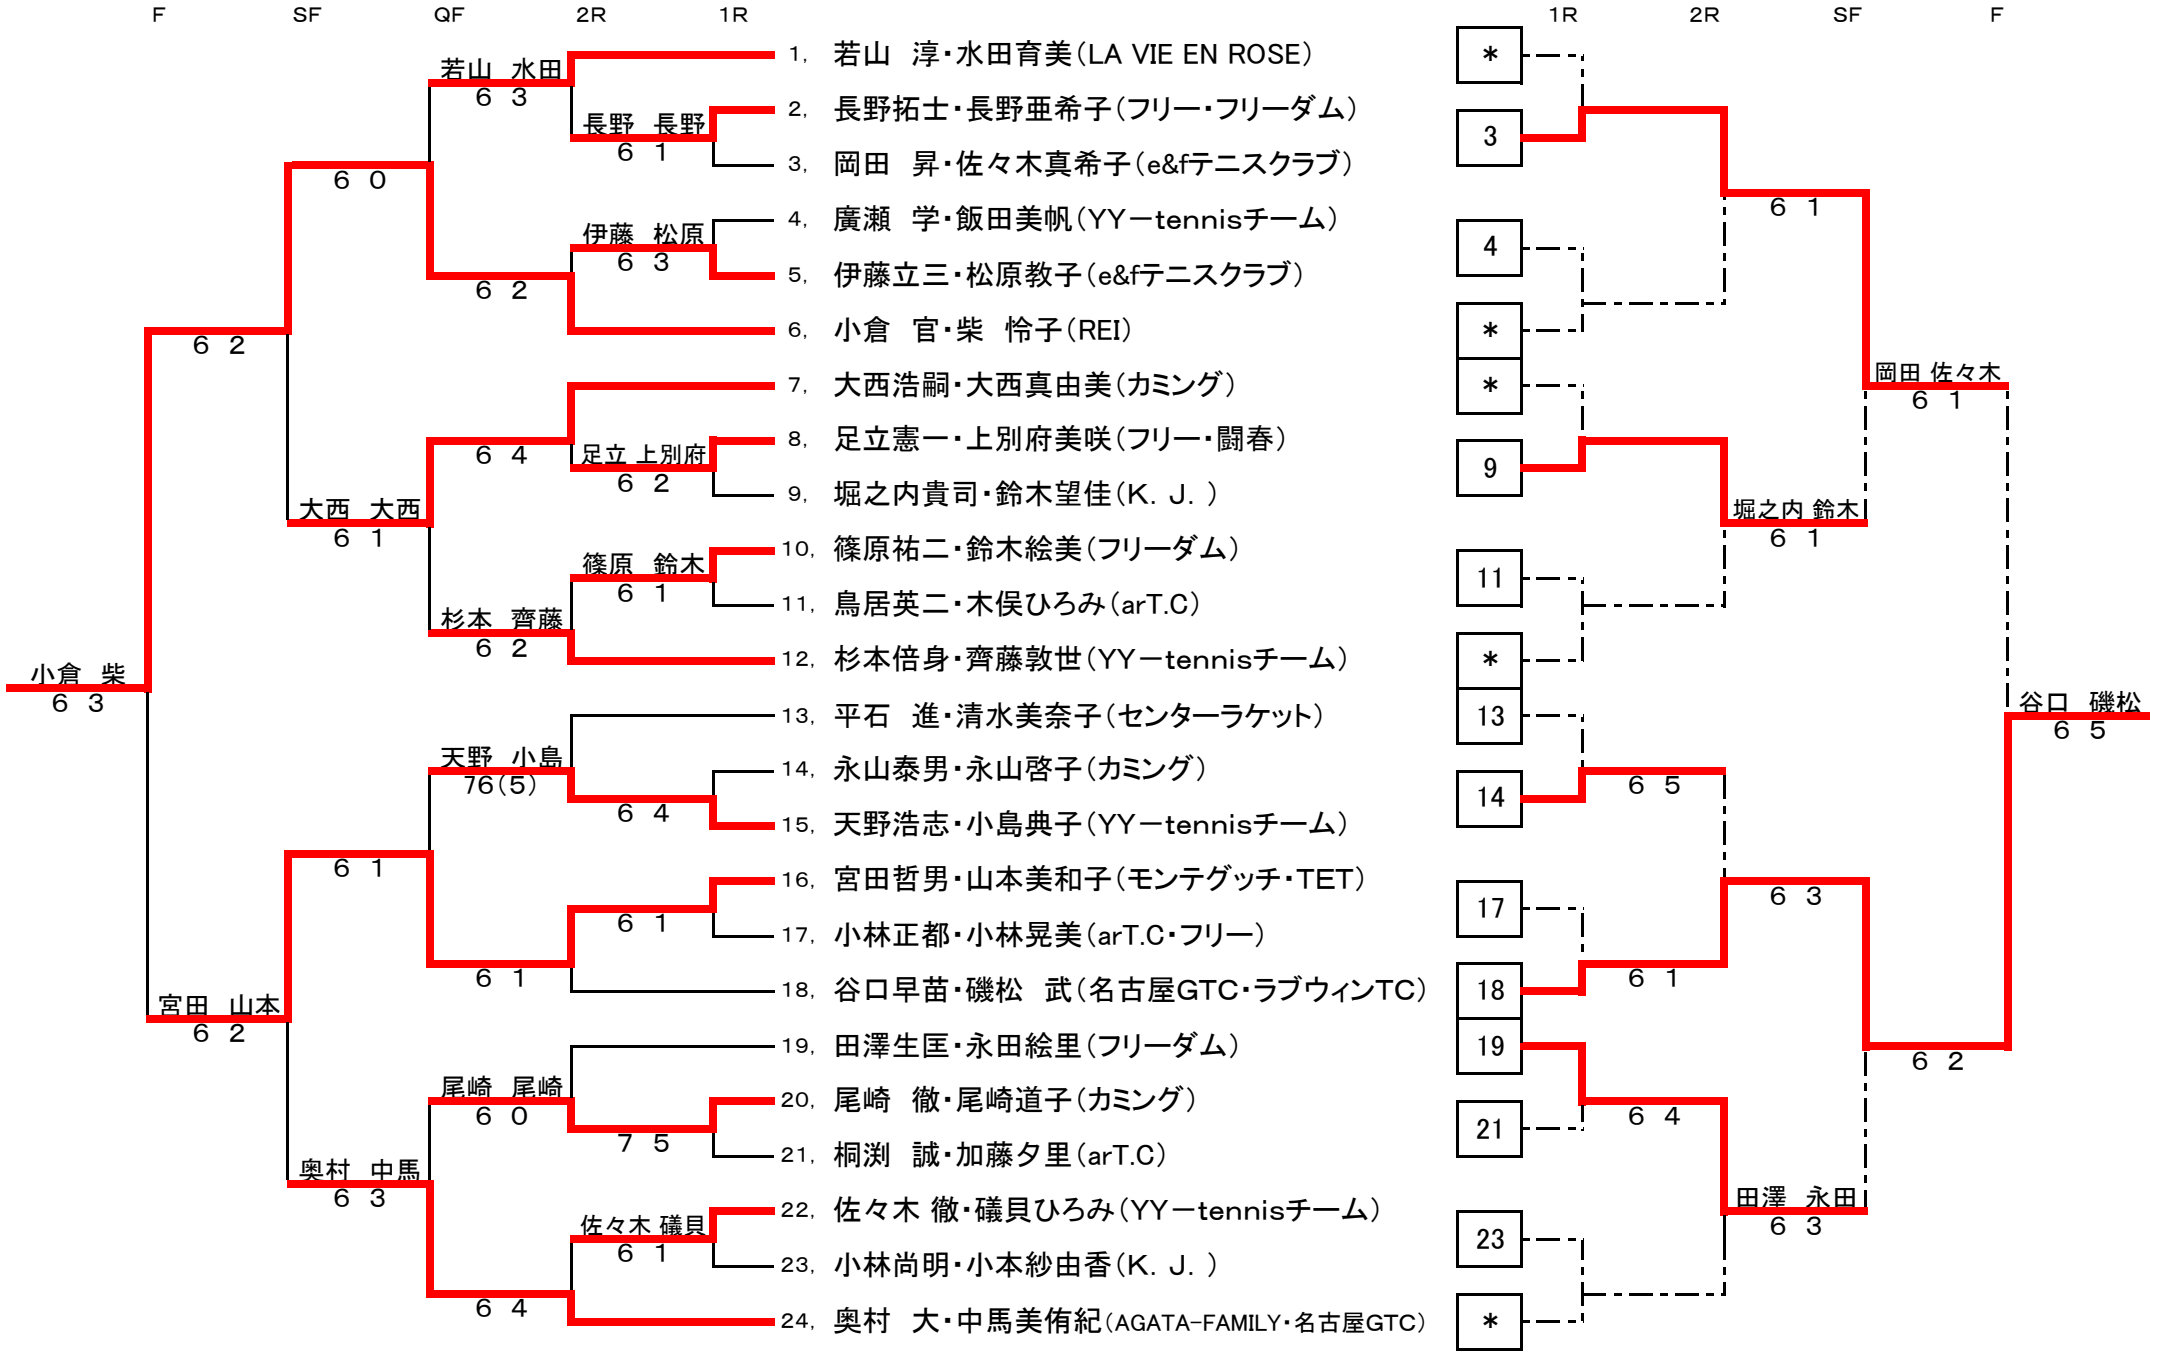 F SF QF 2R 1R 1R 2R SF F
1, 若山　淳・水田育美(LA VIE EN ROSE) *
若山　水田
6 3
2, 長野拓士・長野亜希子(フリー・フリーダム)
長野　長野 3
6 1
3, 岡田　昇・佐々木真希子(e&fテニスクラブ)
6 0 6 1
4, 廣瀬　学・飯田美帆(YY－tennisチーム)
伊藤　松原 4
6 3
5, 伊藤立三・松原教子(e&fテニスクラブ)
6 2
6, 小倉　官・柴　怜子(REI) *
6 2
7, 大西浩嗣・大西真由美(カミング) * 岡田 佐々木
6 1
8, 足立憲一・上別府美咲(フリー・闘春)
6 4 足立 上別府 9
6 2
9, 堀之内貴司・鈴木望佳(K. J. )
大西　大西 堀之内 鈴木
6 1 6 1
10, 篠原祐二・鈴木絵美(フリーダム)
篠原　鈴木 11
6 1
11, 鳥居英二・木俣ひろみ(arT.C)
杉本　齊藤
6 2
12, 杉本倍身・齊藤敦世(YY－tennisチーム) *
小倉　柴
6 3
13, 平石　進・清水美奈子(センターラケット) 13 谷口　磯松
6 5
天野　小島
76(5)
14, 永山泰男・永山啓子(カミング) 6 5
6 4 14
15, 天野浩志・小島典子(YY－tennisチーム)
6 1
16, 宮田哲男・山本美和子(モンテグッチ・TET) 6 3
6 1 17
17, 小林正都・小林晃美(arT.C・フリー)
6 1 6 1
18, 谷口早苗・磯松　武(名古屋GTC・ラブウィンTC) 18
宮田　山本
6 2
19, 田澤生匡・永田絵里(フリーダム) 19 6 2
尾崎　尾崎
6 0
20, 尾崎　徹・尾崎道子(カミング) 6 4
7 5 21
21, 桐渕　誠・加藤夕里(arT.C)
奥村　中馬
6 3
22, 佐々木 徹・礒貝ひろみ(YY－tennisチーム) 田澤　永田
6 3
佐々木 礒貝 23
6 1
23, 小林尚明・小本紗由香(K. J. )
6 4
24, 奥村　大・中馬美侑紀(AGATA-FAMILY・名古屋GTC) *